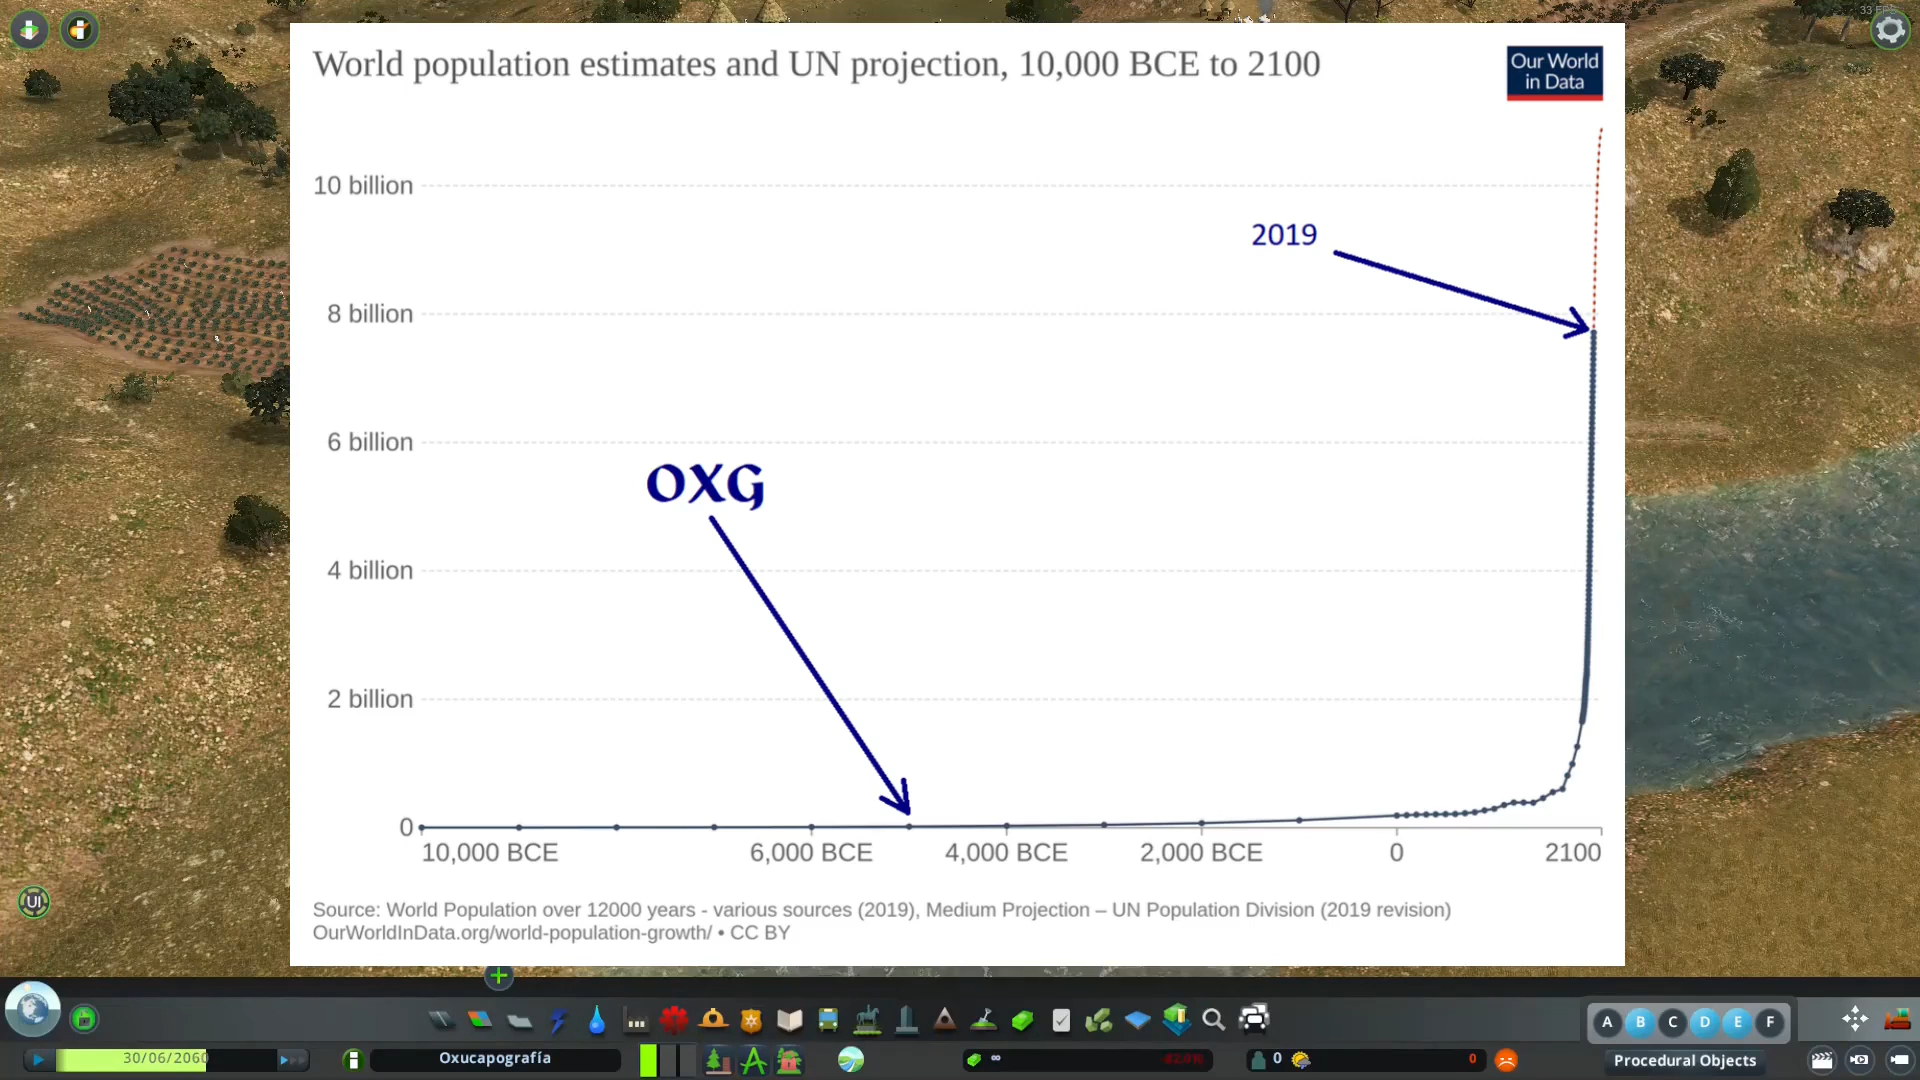 33 FPS
World population estimates and UN projection, 10,000 BCE to 2100
Our World
in Data
10 billion
2019
8 billion
6 billion
OXG
4 billion
2 billion
0
10,000 BCE
6,000 BCE
4,000 BCE
2,000 BCE
0
2100
Source: World Population over 12000 years - various sources (2019), Medium Projection – UN Population Division (2019 revision)
OurWorldInData.org/world-population-growth/ • CC BY
UI
A B C D E F
30/06/2060
Oxucapografía
∞
0
0
Procedural Objects